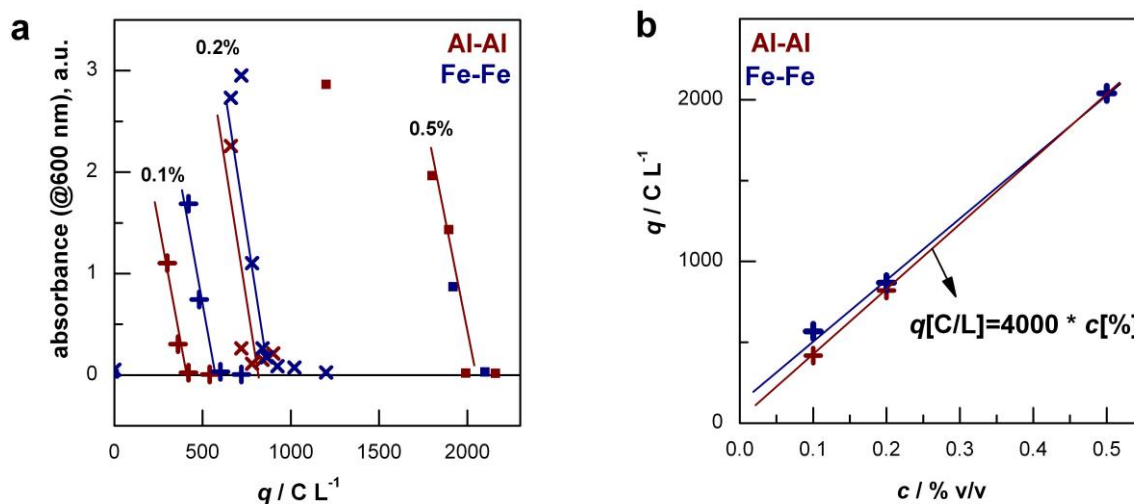 a
absorbance (@600 nm), a.u.
3
2
1
0
0.2%
0.1%
0.5%
Al-Al
Fe-Fe
0
500
1000
1500
2000
q / C L-1
b
Al-Al
Fe-Fe
q / C L-1
2000
1000
0
q[C/L]=4000 * c[%]
0.0
0.1
0.2
0.3
0.4
0.5
c / % v/v